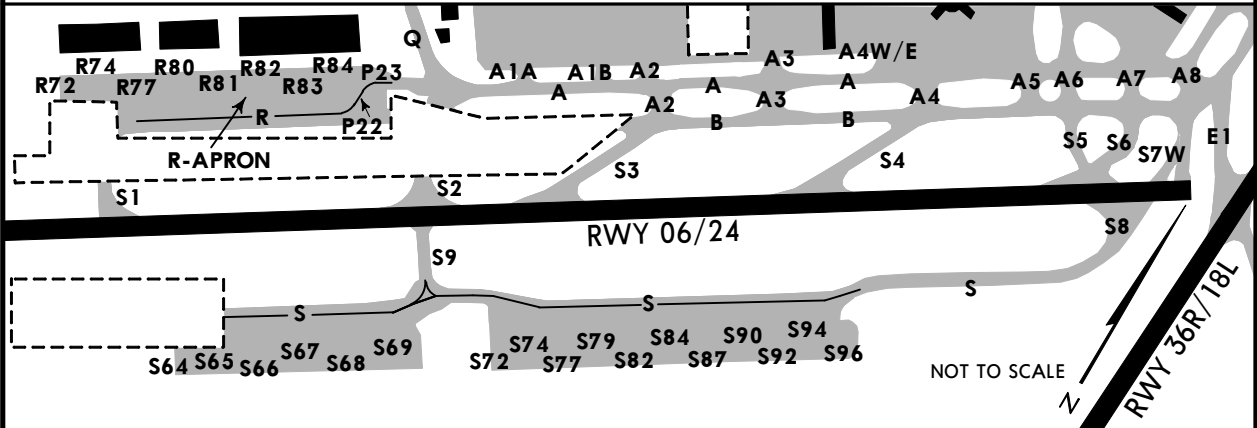 Q
A3
A4W/E
R74
R80
R82
R84
P23
A1A
A1B
A2
R72
R77
R81
R83
A
A
A
A5
A6
A7
A8
A2
A3
A4
R
P22
B
B
E1
R-APRON
S3
S4
S5
S6
S7W
S1
S2
RWY 06/24
S8
S9
S
S
S
S64
S65
S66
S67
S68
S69
S72
S74
S77
S79
S82
S84
S87
S90
S92
S94
S96
NOT TO SCALE
N
RWY 36R/18L